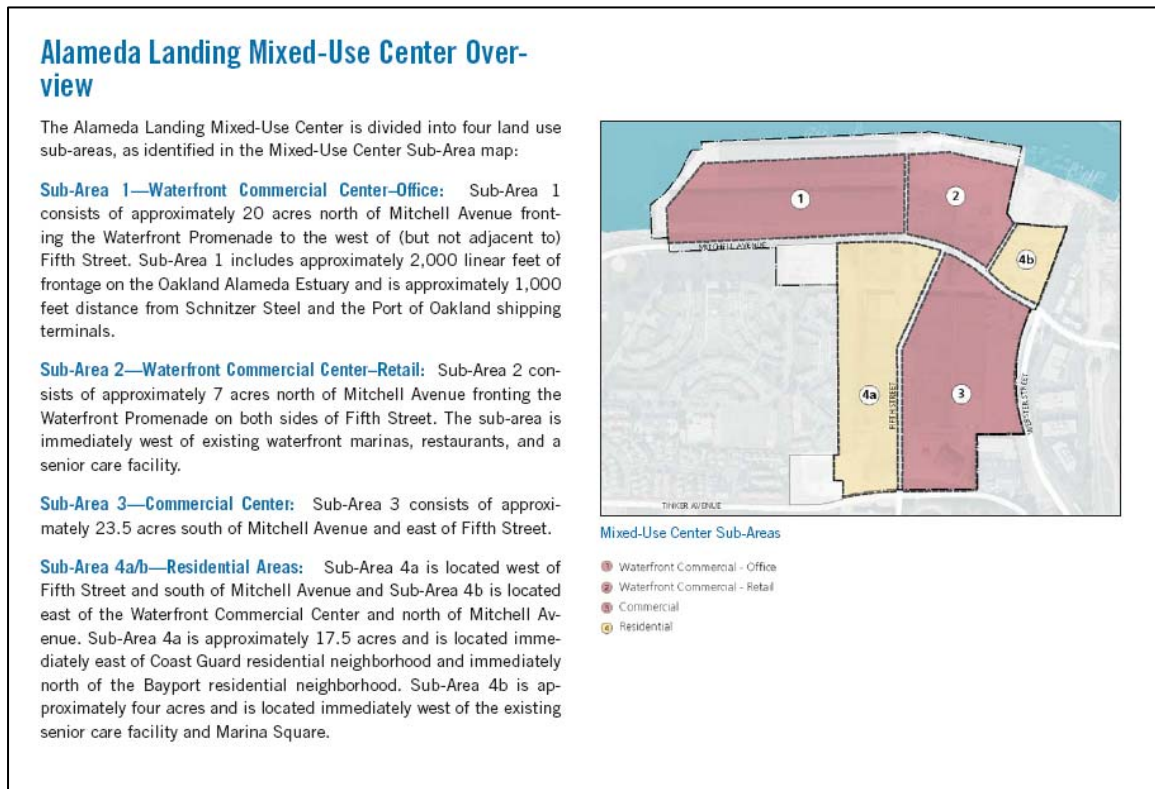 Alameda Landing Mixed-Use Center Over-
view
The Alameda Landing Mixed-Use Center is divided into four land use
sub-areas, as identified in the Mixed-Use Center Sub-Area map:
Sub-Area 1—Waterfront Commercial Center–Office: Sub-Area 1
consists of approximately 20 acres north of Mitchell Avenue front-
ing the Waterfront Promenade to the west of (but not adjacent to)
Fifth Street. Sub-Area 1 includes approximately 2,000 linear feet of
frontage on the Oakland Alameda Estuary and is approximately 1,000
feet distance from Schnitzer Steel and the Port of Oakland shipping
terminals.
Sub-Area 2—Waterfront Commercial Center–Retail: Sub-Area 2 con-
sists of approximately 7 acres north of Mitchell Avenue fronting the
Waterfront Promenade on both sides of Fifth Street. The sub-area is
immediately west of existing waterfront marinas, restaurants, and a
senior care facility.
Sub-Area 3—Commercial Center: Sub-Area 3 consists of approxi-
mately 23.5 acres south of Mitchell Avenue and east of Fifth Street.
Sub-Area 4a/b—Residential Areas: Sub-Area 4a is located west of
Fifth Street and south of Mitchell Avenue and Sub-Area 4b is located
east of the Waterfront Commercial Center and north of Mitchell Av-
enue. Sub-Area 4a is approximately 17.5 acres and is located imme-
diately east of Coast Guard residential neighborhood and immediately
north of the Bayport residential neighborhood. Sub-Area 4b is ap-
proximately four acres and is located immediately west of the existing
senior care facility and Marina Square.
1
2
MITCHELL AVENUE
4b
4a
FIFTH STREET
3
WEBSTER STREET
TINKER AVENUE
Mixed-Use Center Sub-Areas
1 Waterfront Commercial - Office
2 Waterfront Commercial - Retail
3 Commercial
4 Residential